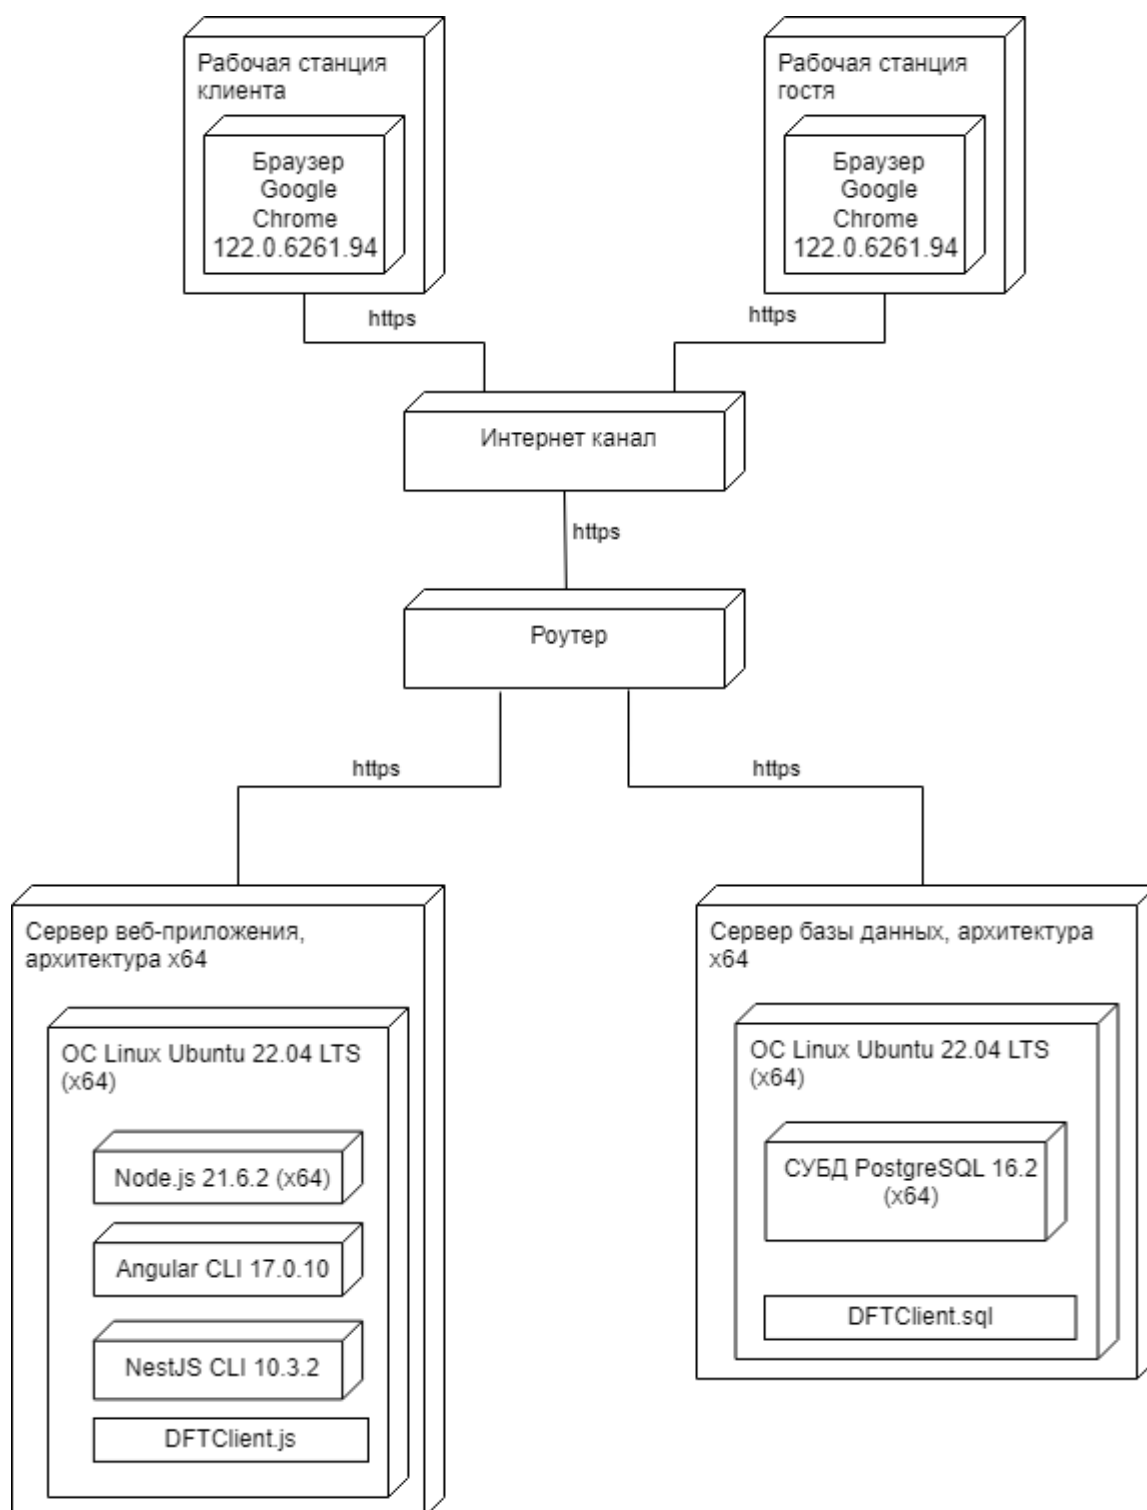 Рабочая станция
клиента
Браузер
Google
Chrome
122.0.6261.94
Рабочая станция
гостя
Браузер
Google
Chrome
122.0.6261.94
https
https
Интернет канал
https
Роутер
https
https
Сервер веб-приложения,
архитектура x64
ОС Linux Ubuntu 22.04 LTS
(x64)
Node.js 21.6.2 (x64)
Angular CLI 17.0.10
NestJS CLI 10.3.2
DFTClient.js
Сервер базы данных, архитектура
x64
ОС Linux Ubuntu 22.04 LTS
(x64)
СУБД PostgreSQL 16.2
(x64)
DFTClient.sql